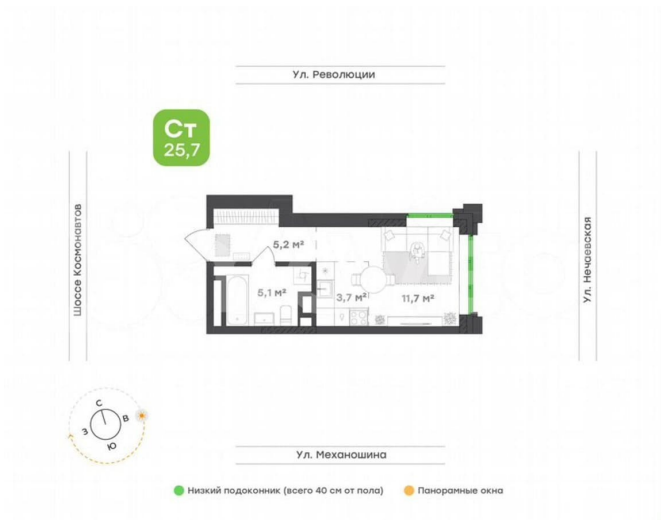 Ул. Революции
Ст
25,7
Шоссе Космонавтов
Ул. Нечаевская
5,2 м²
5,1 м²
3,7 м²
11,7 м²
С
В
З
Ю
Ул. Механошина
Низкий подоконник (всего 40 см от пола)
Панорамные окна